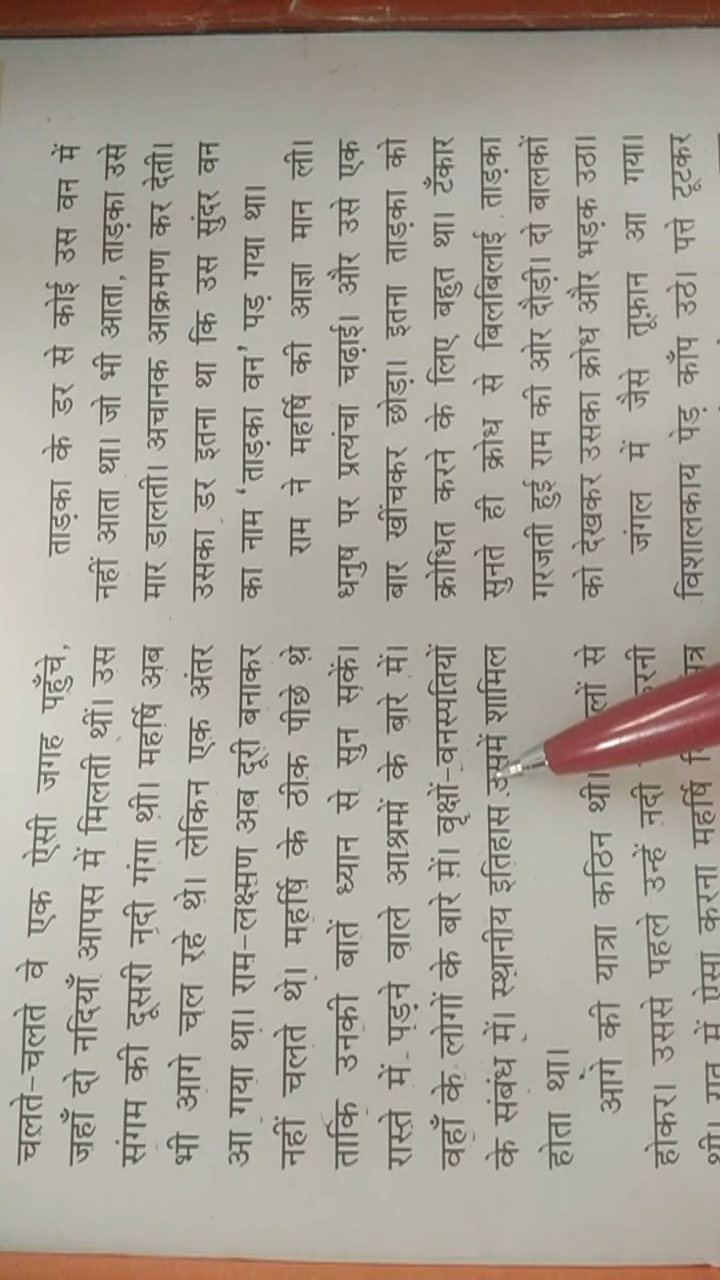 चलते-चलते वे एक ऐसी जगह पहुँचे,
जहाँ दो नदियाँ आपस में मिलती थीं। उस
संगम की दूसरी नदी गंगा थी। महर्षि अब
भी आगे चल रहे थे। लेकिन एक अंतर
आ गया था। राम-लक्ष्मण अब दूरी बनाकर
नहीं चलते थे। महर्षि के ठीक पीछे थे
ताकि उनकी बातें ध्यान से सुन सकें।
रास्ते में पड़ने वाले आश्रमों के बारे में।
वहाँ के लोगों के बारे में। वृक्षों-वनस्पतियों
के संबंध में। स्थानीय इतिहास उसमें शामिल
होता था।
आगे की यात्रा कठिन थी। से
होकर। उससे पहले उन्हें नदी
थी। रात में ऐसा करना महर्षि
ताड़का के डर से कोई उस वन में
नहीं आता था। जो भी आता, ताड़का उसे
मार डालती। अचानक आक्रमण कर देती।
उसका डर इतना था कि उस सुंदर वन
का नाम 'ताड़का वन' पड़ गया था।
राम ने महर्षि की आज्ञा मान ली।
धनुष पर प्रत्यंचा चढ़ाई। और उसे एक
बार खींचकर छोड़ा। इतना ताड़का को
क्रोधित करने के लिए बहुत था। टंकार
सुनते ही क्रोध से बिलबिलाई ताड़का
गरजती हुई राम की ओर दौड़ी। दो बालकों
को देखकर उसका क्रोध और भड़क उठा।
जंगल में जैसे तूफ़ान आ गया।
विशालकाय पेड़ काँप उठे। पत्ते टूटकर